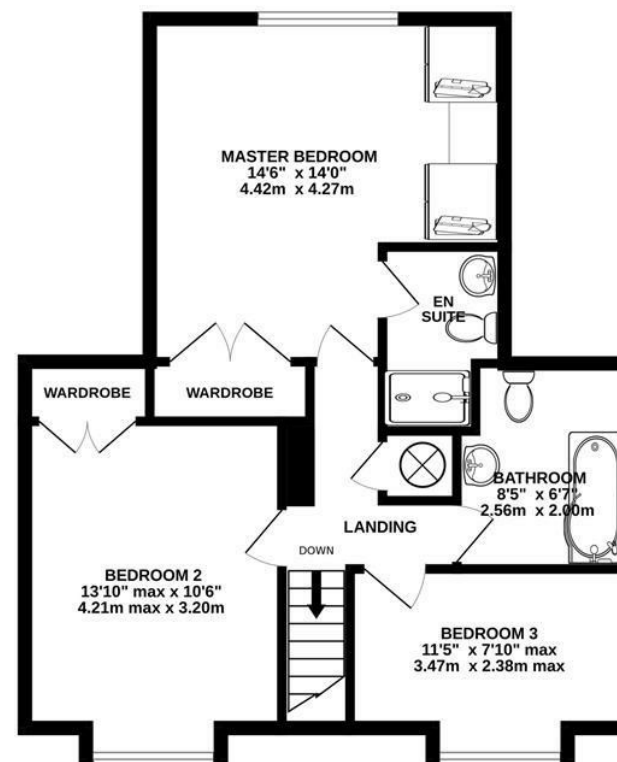 MASTER BEDROOM
14'6" x 14'0"
4.42m x 4.27m
EN
SUITE
WARDROBE
WARDROBE
BATHROOM
8'5" x 6'7"
2.56m x 2.00m
LANDING
DOWN
BEDROOM 2
13'10" max x 10'6"
4.21m max x 3.20m
BEDROOM 3
11'5" x 7'10" max
3.47m x 2.38m max